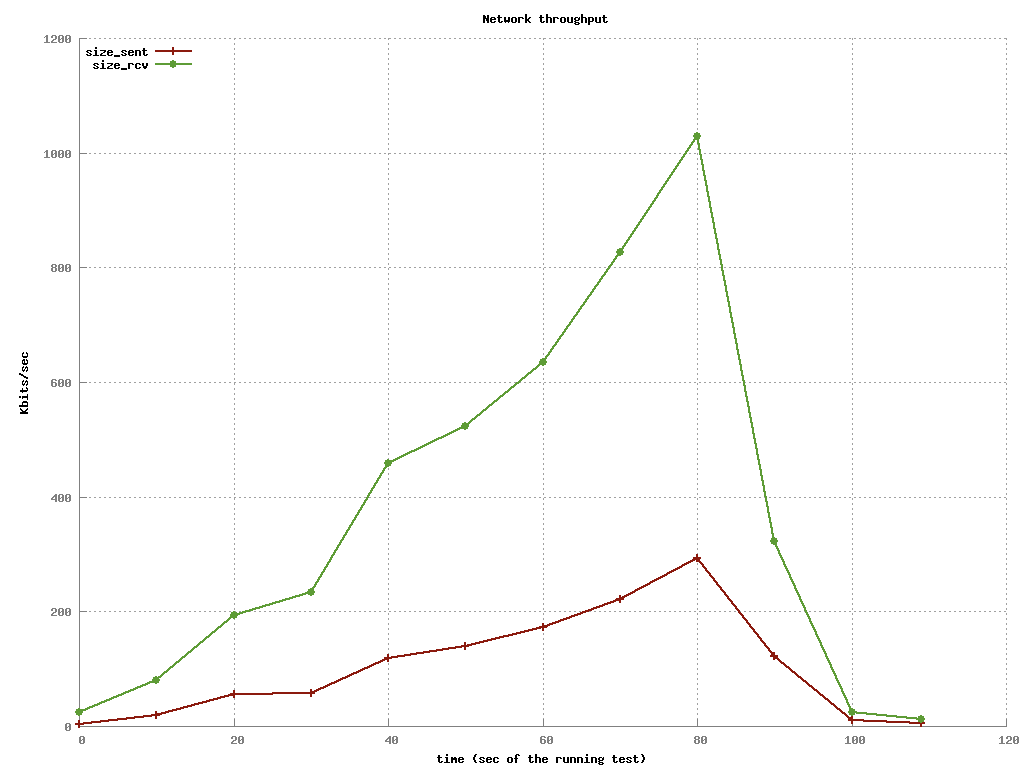 Network throughput
1200
size_sent
size_rcv
1000
800
600
400
200
0
Kbits/sec
0 20 40 60 80 100 120
time (sec of the running test)